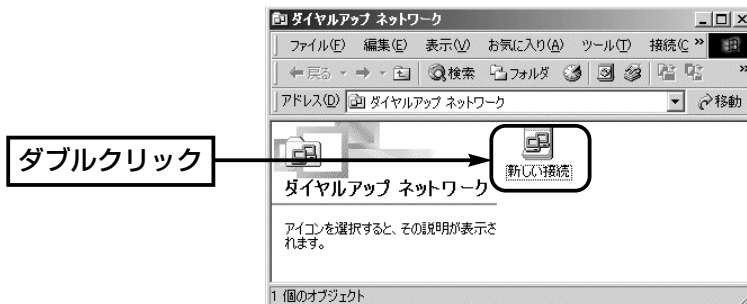 ダイヤルアップ ネットワーク
ファイル(F) 編集(E) 表示(V) お気に入り(A) ツール(T) 接続(C »
戻る 検索 フォルダ »
アドレス(D) ダイヤルアップ ネットワーク 移動
ダブルクリック
新しい接続
ダイヤルアップ ネットワーク
アイコンを選択すると、その説明が表示さ
れます。
1 個のオブジェクト